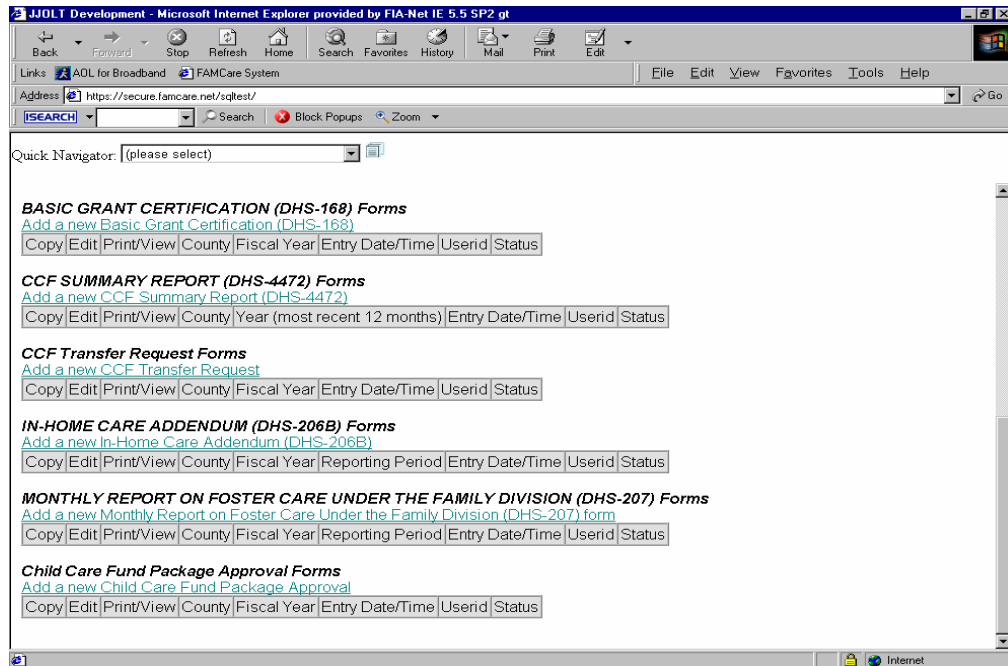 JJOLT Development - Microsoft Internet Explorer provided by FIA-Net IE 5.5 SP2 gt
Back Forward Stop Refresh Home Search Favorites History Mail Print Edit
Links AOL for Broadband FAMCare System File Edit View Favorites Tools Help
Address https://secure.famcare.net/sqltest/ Go
ISEARCH Search Block Popups Zoom
Quick Navigator: (please select)
BASIC GRANT CERTIFICATION (DHS-168) Forms
Add a new Basic Grant Certification (DHS-168)
Copy Edit Print/View County Fiscal Year Entry Date/Time Userid Status
CCF SUMMARY REPORT (DHS-4472) Forms
Add a new CCF Summary Report (DHS-4472)
Copy Edit Print/View County Year (most recent 12 months) Entry Date/Time Userid Status
CCF Transfer Request Forms
Add a new CCF Transfer Request
Copy Edit Print/View County Fiscal Year Entry Date/Time Userid Status
IN-HOME CARE ADDENDUM (DHS-206B) Forms
Add a new In-Home Care Addendum (DHS-206B)
Copy Edit Print/View County Fiscal Year Reporting Period Entry Date/Time Userid Status
MONTHLY REPORT ON FOSTER CARE UNDER THE FAMILY DIVISION (DHS-207) Forms
Add a new Monthly Report on Foster Care Under the Family Division (DHS-207) form
Copy Edit Print/View County Fiscal Year Reporting Period Entry Date/Time Userid Status
Child Care Fund Package Approval Forms
Add a new Child Care Fund Package Approval
Copy Edit Print/View County Fiscal Year Entry Date/Time Userid Status
Internet